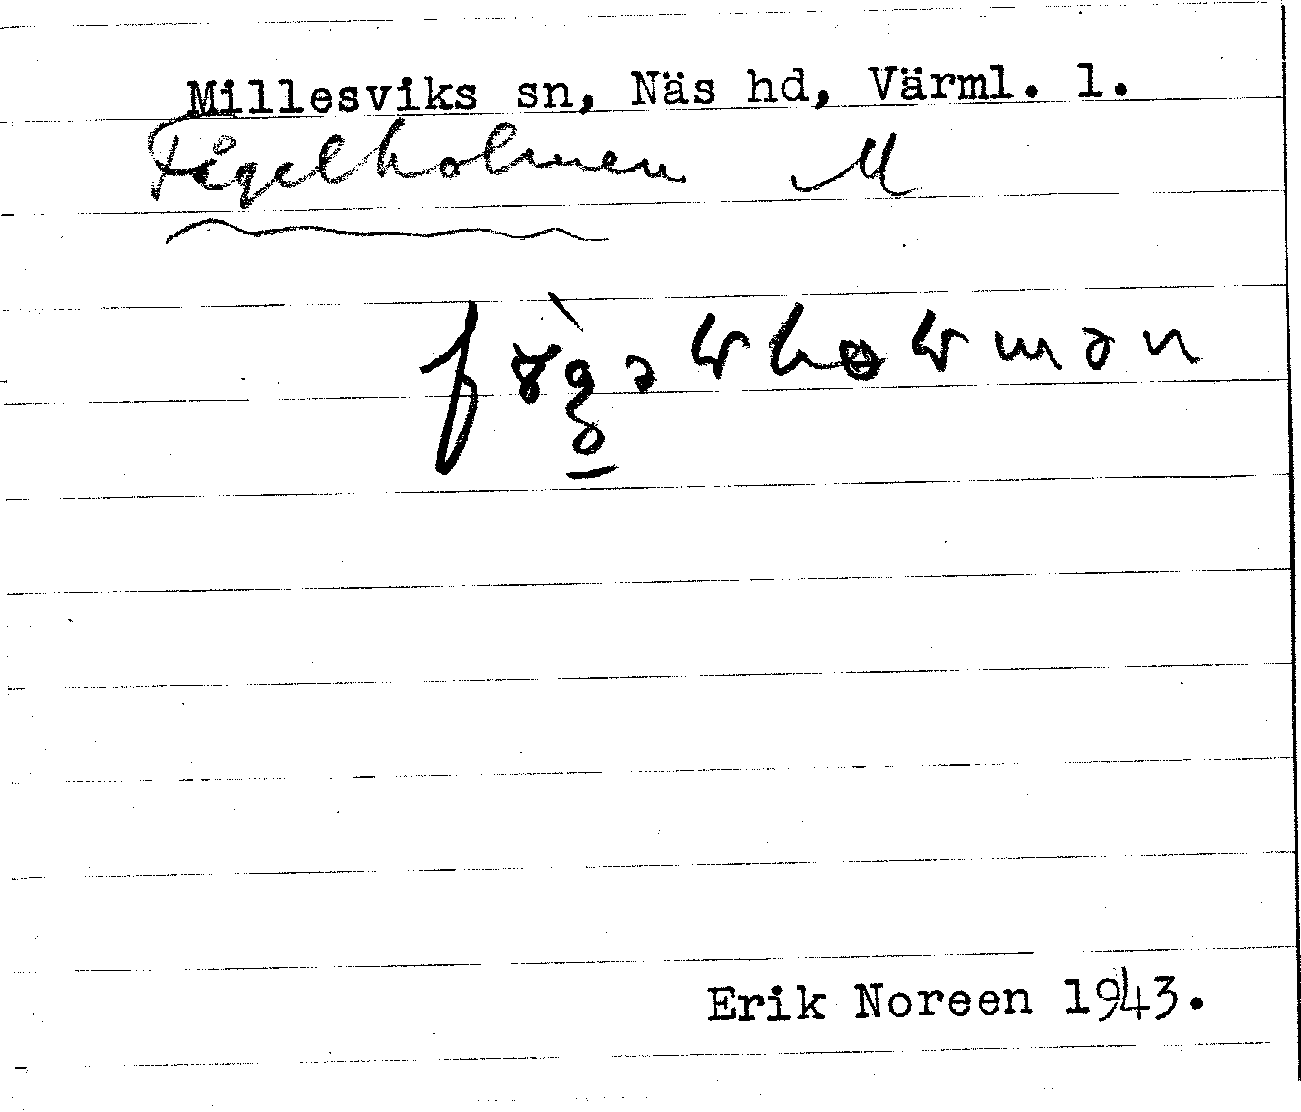 Millesviks sn, Näs hd, Värml. l.
Fågelholmen M
Erik Noreen 1943.